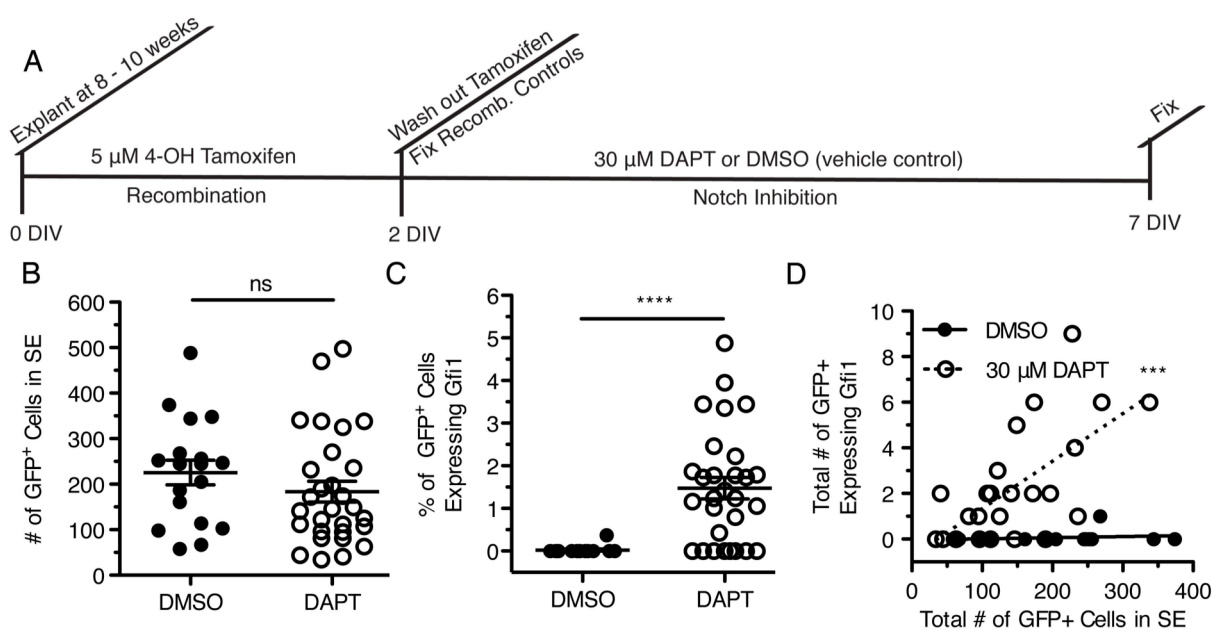 A
Explant at 8 - 10 weeks
Wash out Tamoxifen
Fix Recomb. Controls
Fix
5 µM 4-OH Tamoxifen
30 µM DAPT or DMSO (vehicle control)
Recombination
Notch Inhibition
0 DIV
2 DIV
7 DIV
B
ns
# of GFP⁺ Cells in SE
600
500
400
300
200
100
0
DMSO
DAPT
C
****
% of GFP⁺ Cells
Expressing Gfi1
6
5
4
3
2
1
0
DMSO
DAPT
D
Total # of GFP+
Expressing Gfi1
10
8
6
4
2
0
DMSO
30 µM DAPT
***
0
100
200
300
400
Total # of GFP+ Cells in SE